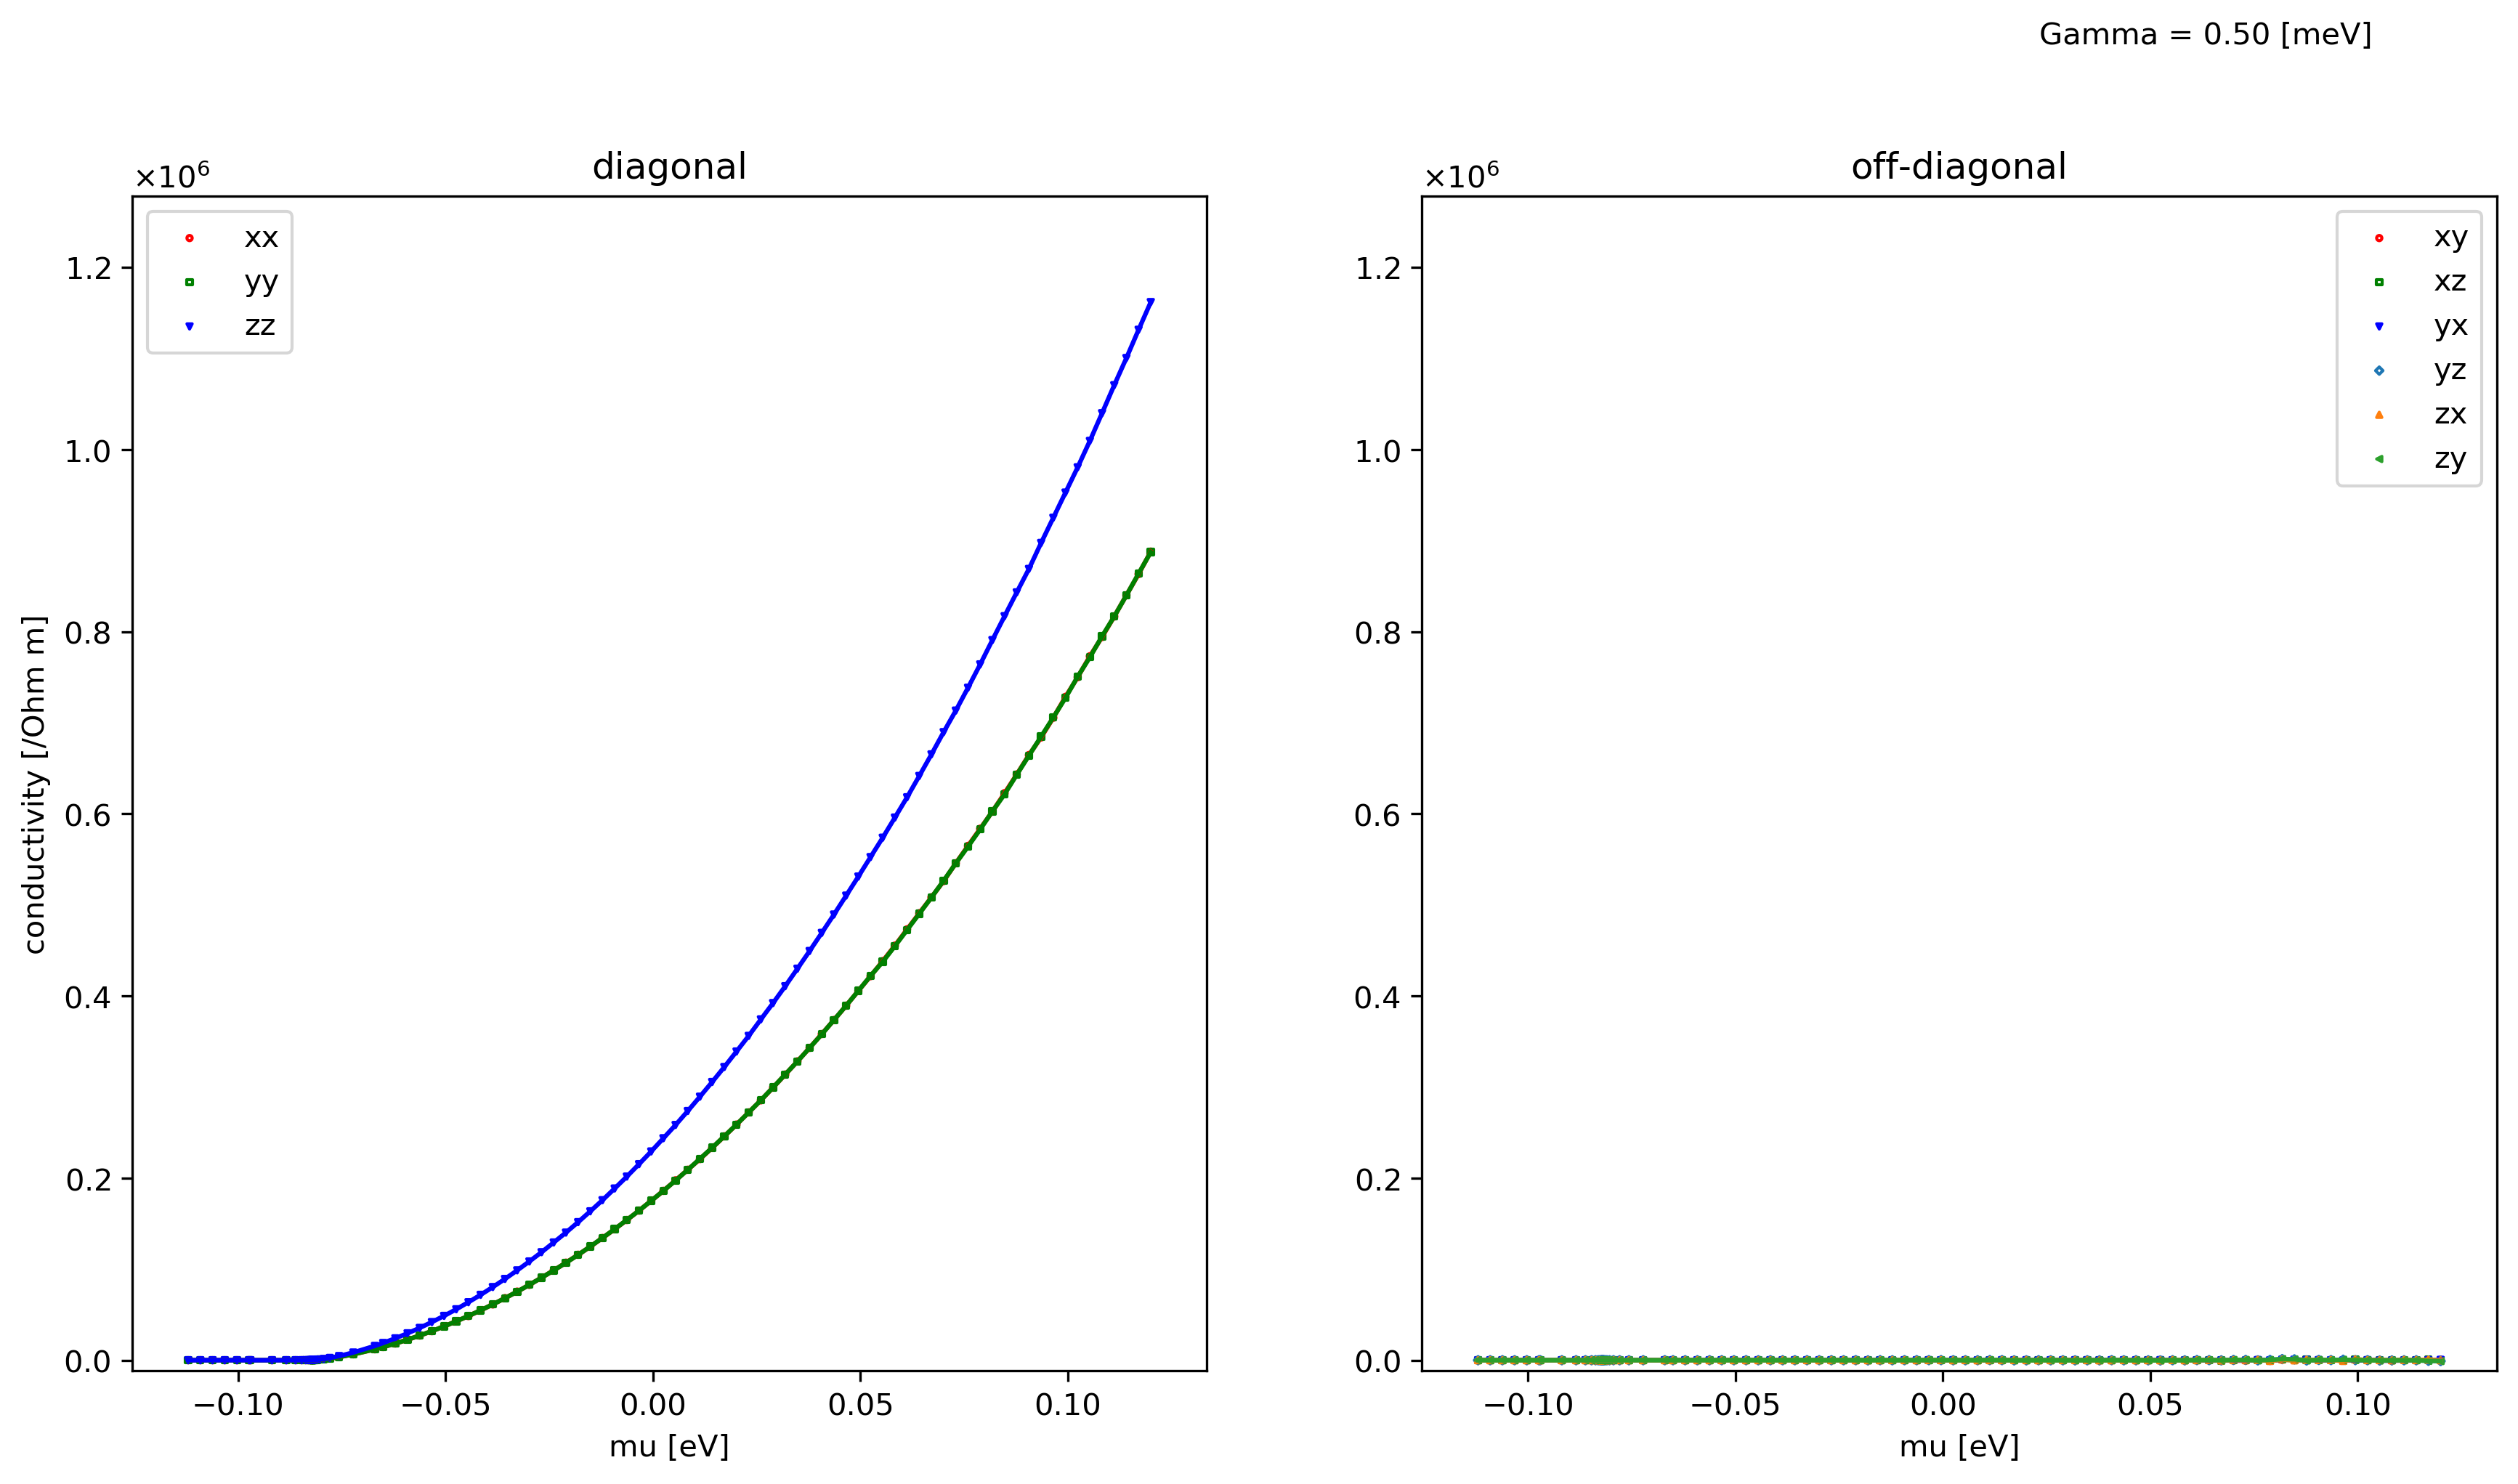 Gamma = 0.50 [meV]
diagonal
×10⁶
xx
yy
zz
1.2
1.0
0.8
0.6
0.4
0.2
0.0
conductivity [/Ohm m]
−0.10
−0.05
0.00
0.05
0.10
mu [eV]
off-diagonal
×10⁶
xy
xz
yx
yz
zx
zy
1.2
1.0
0.8
0.6
0.4
0.2
0.0
−0.10
−0.05
0.00
0.05
0.10
mu [eV]